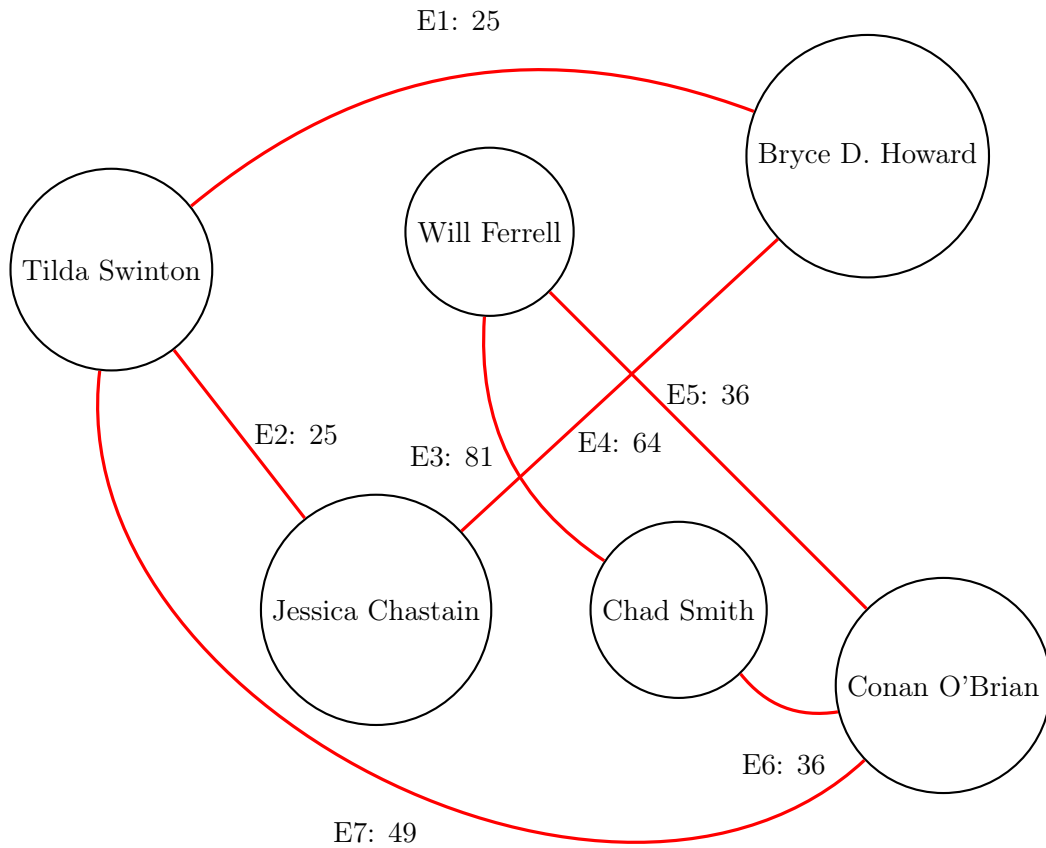 E1: 25
Bryce D. Howard
Will Ferrell
Tilda Swinton
E5: 36
E2: 25
E4: 64
E3: 81
Jessica Chastain
Chad Smith
Conan O'Brian
E6: 36
E7: 49